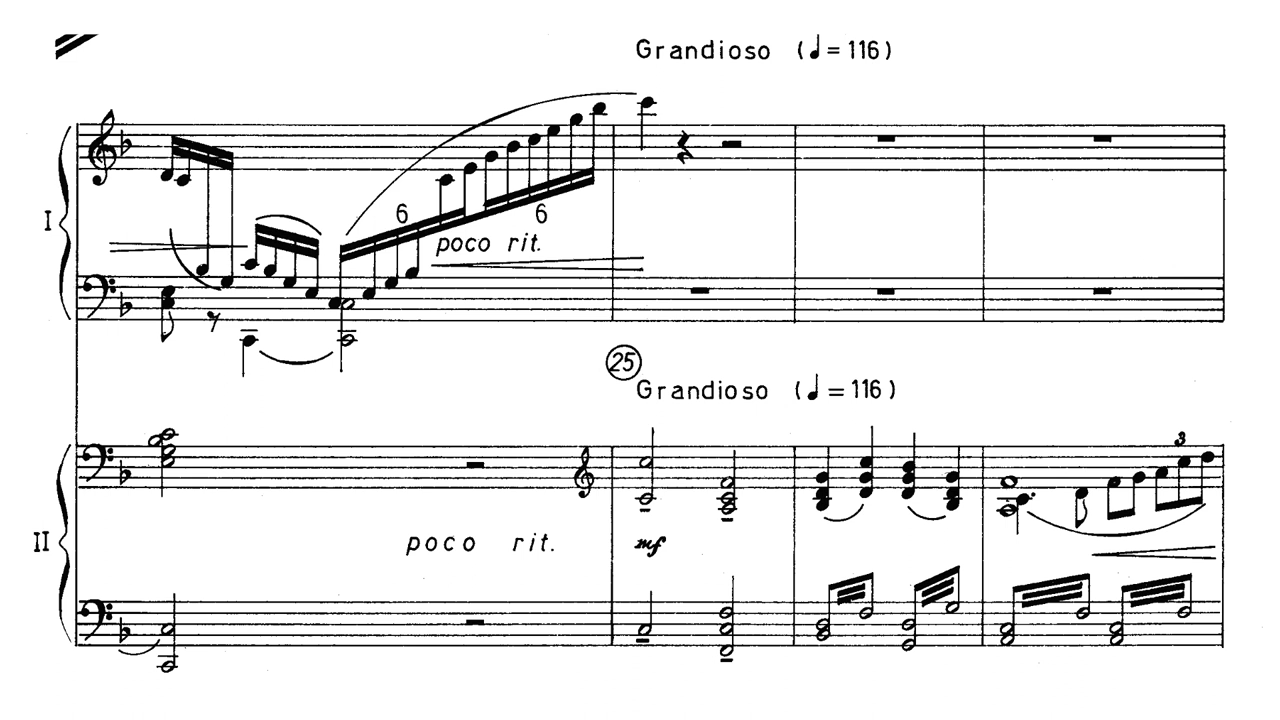 Grandioso (♩=116)
I
6
6
poco rit.
25
Grandioso (♩=116)
3
II
poco rit.
mf